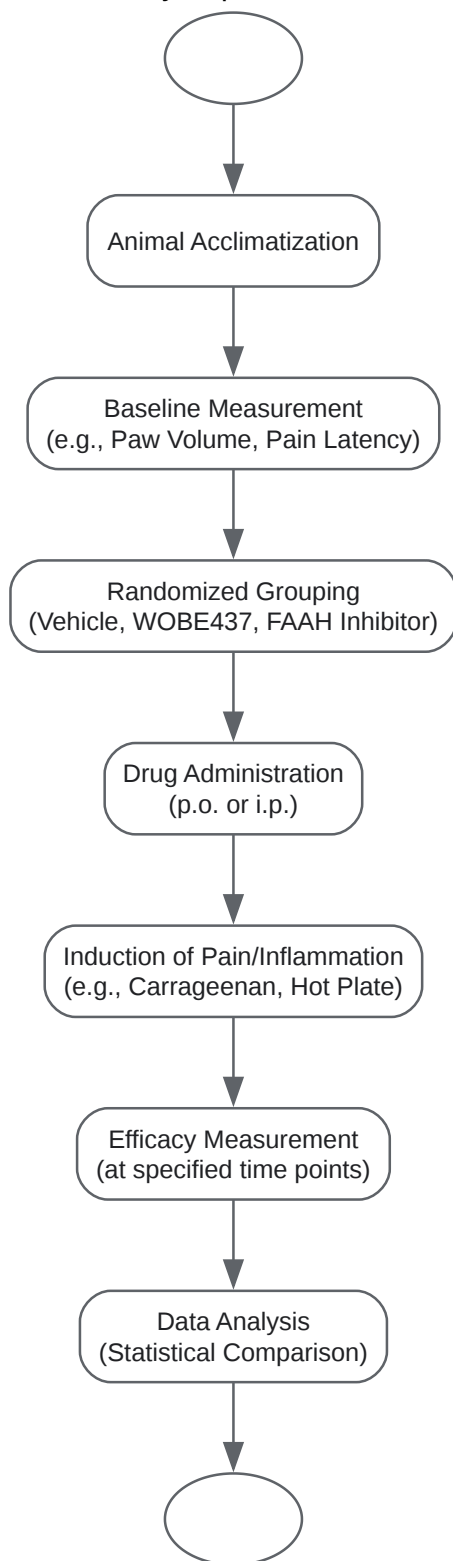 Animal Acclimatization
Baseline Measurement
(e.g., Paw Volume, Pain Latency)
Randomized Grouping
(Vehicle, WOBE437, FAAH Inhibitor)
Drug Administration
(p.o. or i.p.)
Induction of Pain/Inflammation
(e.g., Carrageenan, Hot Plate)
Efficacy Measurement
(at specified time points)
Data Analysis
(Statistical Comparison)